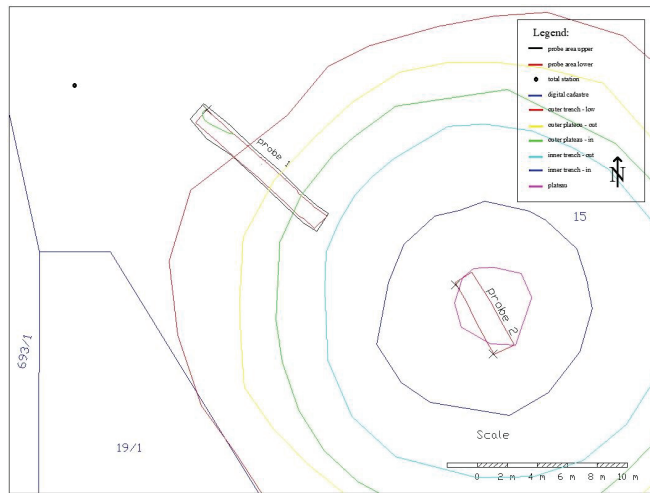 Legend:
probe area upper
probe area lower
total station
digital cadastre
outer trench - low
outer plateou - out
outer plateau - in
inner trench - out
inner trench - in
plateau
N
probe 1
15
probe 2
693/1
19/1
Scale
0 2 m 4 m 6 m 8 m 10 m